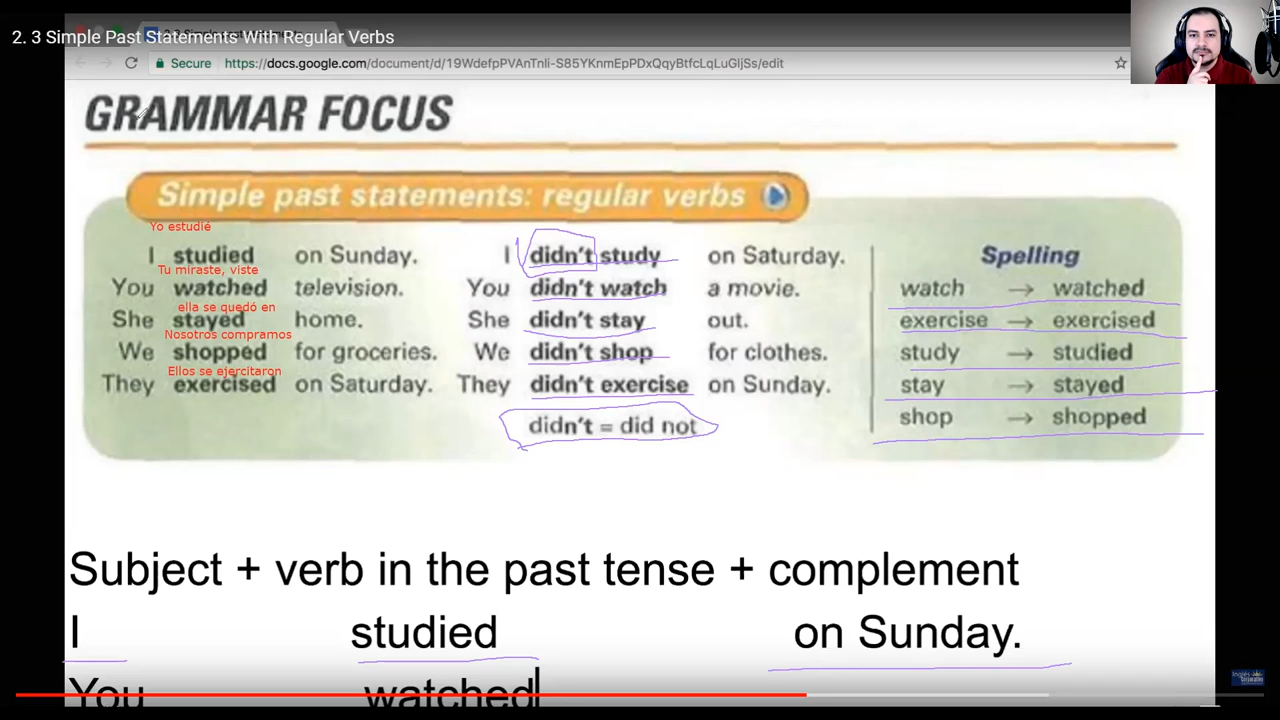 2. 3 Simple Past Statements With Regular Verbs
Secure https://docs.google.com/document/d/19WdefpPVAnTnli-S85YKnmEpPDxQqyBtfcLqLuGljSs/edit
GRAMMAR FOCUS
Simple past statements: regular verbs
Yo estudié
I studied on Sunday. I didn't study on Saturday. Spelling
Tu miraste, viste
You watched television. You didn't watch a movie. watch → watched
ella se quedó en
She stayed home. She didn't stay out. exercise → exercised
Nosotros compramos
We shopped for groceries. We didn't shop for clothes. study → studied
Ellos se ejercitaron
They exercised on Saturday. They didn't exercise on Sunday. stay → stayed
didn't = did not shop → shopped
Subject + verb in the past tense + complement
I studied on Sunday.
You watched